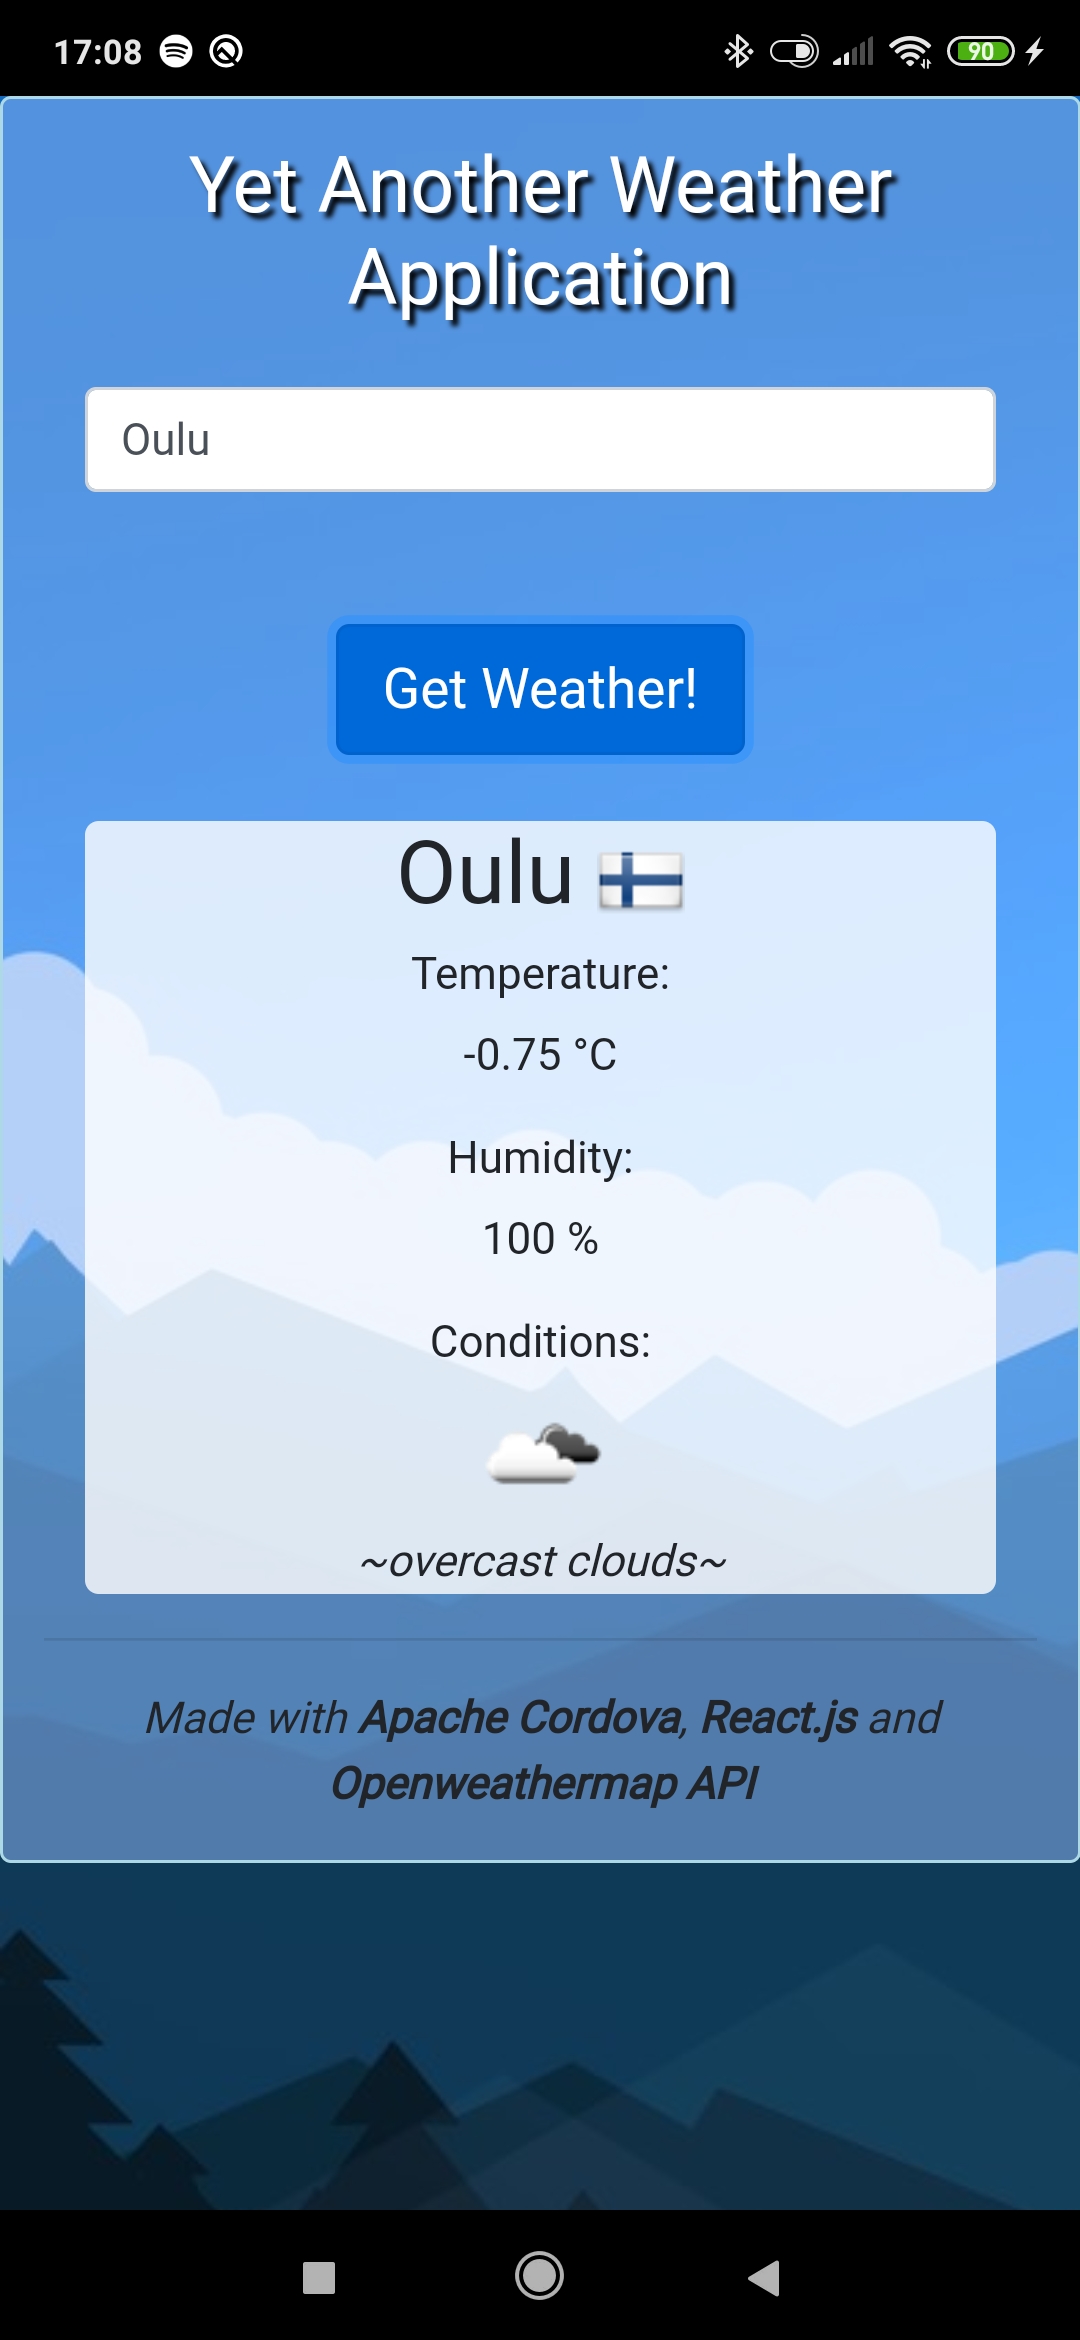 17:08
90
Yet Another Weather
Application
Oulu
Get Weather!
Oulu
Temperature:
-0.75 °C
Humidity:
100 %
Conditions:
~overcast clouds~
Made with Apache Cordova, React.js and
Openweathermap API